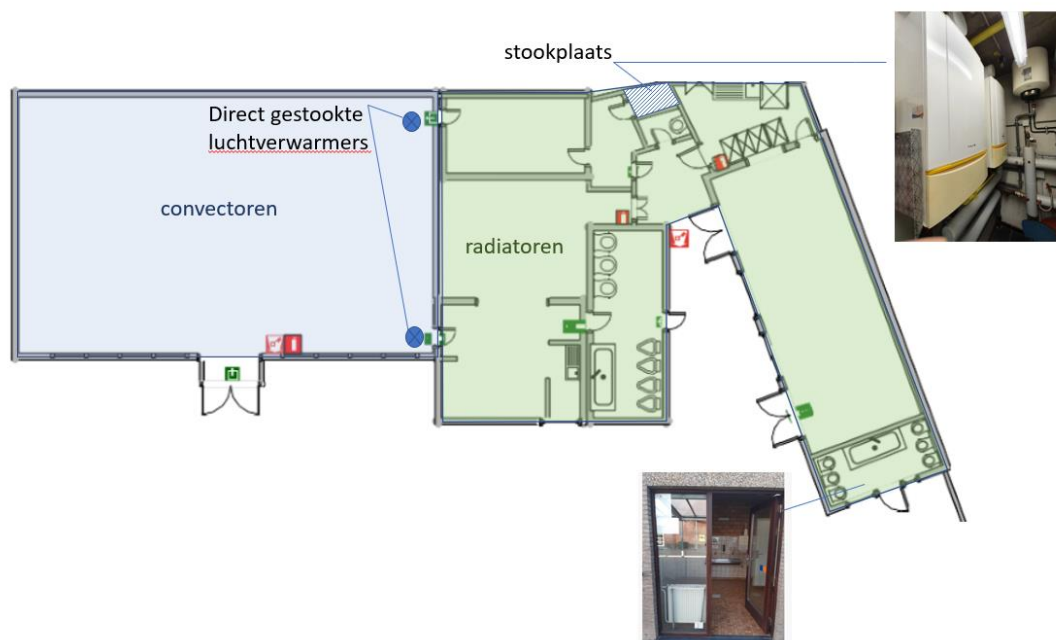 stookplaats
Direct gestookte
luchtverwarmers
convectoren
radiatoren